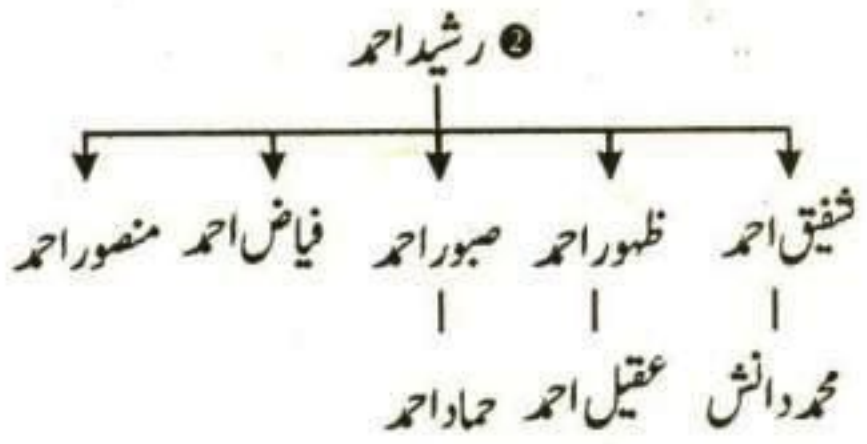 ❷ رشید احمد
شفیق احمد ظہور احمد صبور احمد فیاض احمد منصور احمد
محمد دانش عقیل احمد حماد احمد